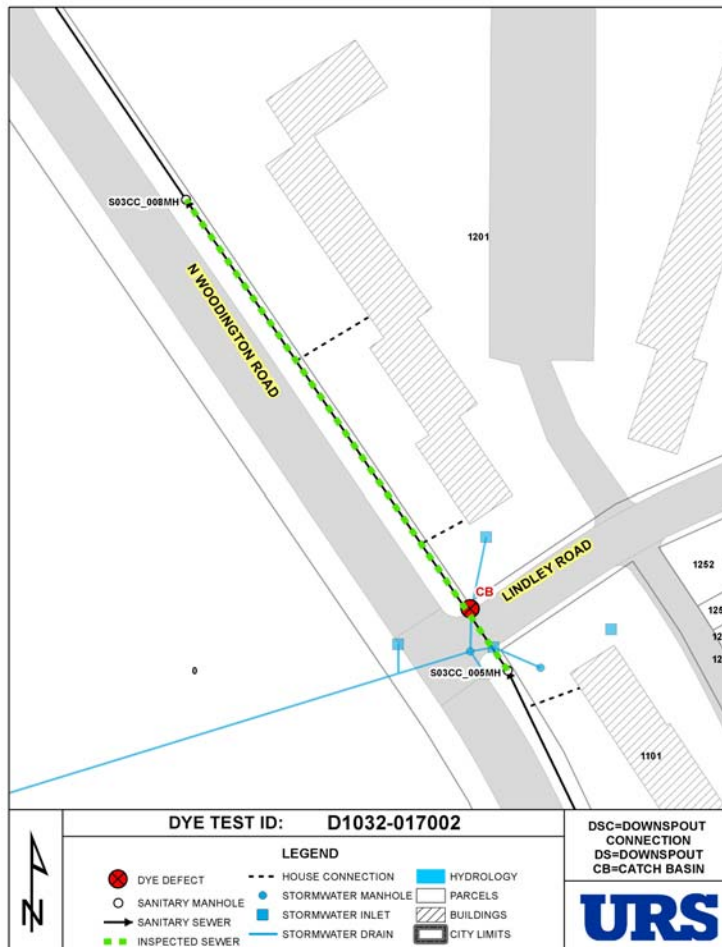 S03CC_008MH
1201
N WOODINGTON ROAD
CB
LINDLEY ROAD
1252
0
S03CC_005MH
1101
DYE TEST ID: D1032-017002
N
LEGEND
DYE DEFECT
SANITARY MANHOLE
SANITARY SEWER
INSPECTED SEWER
HOUSE CONNECTION
STORMWATER MANHOLE
STORMWATER INLET
STORMWATER DRAIN
HYDROLOGY
PARCELS
BUILDINGS
CITY LIMITS
DSC=DOWNSPOUT
CONNECTION
DS=DOWNSPOUT
CB=CATCH BASIN
URS